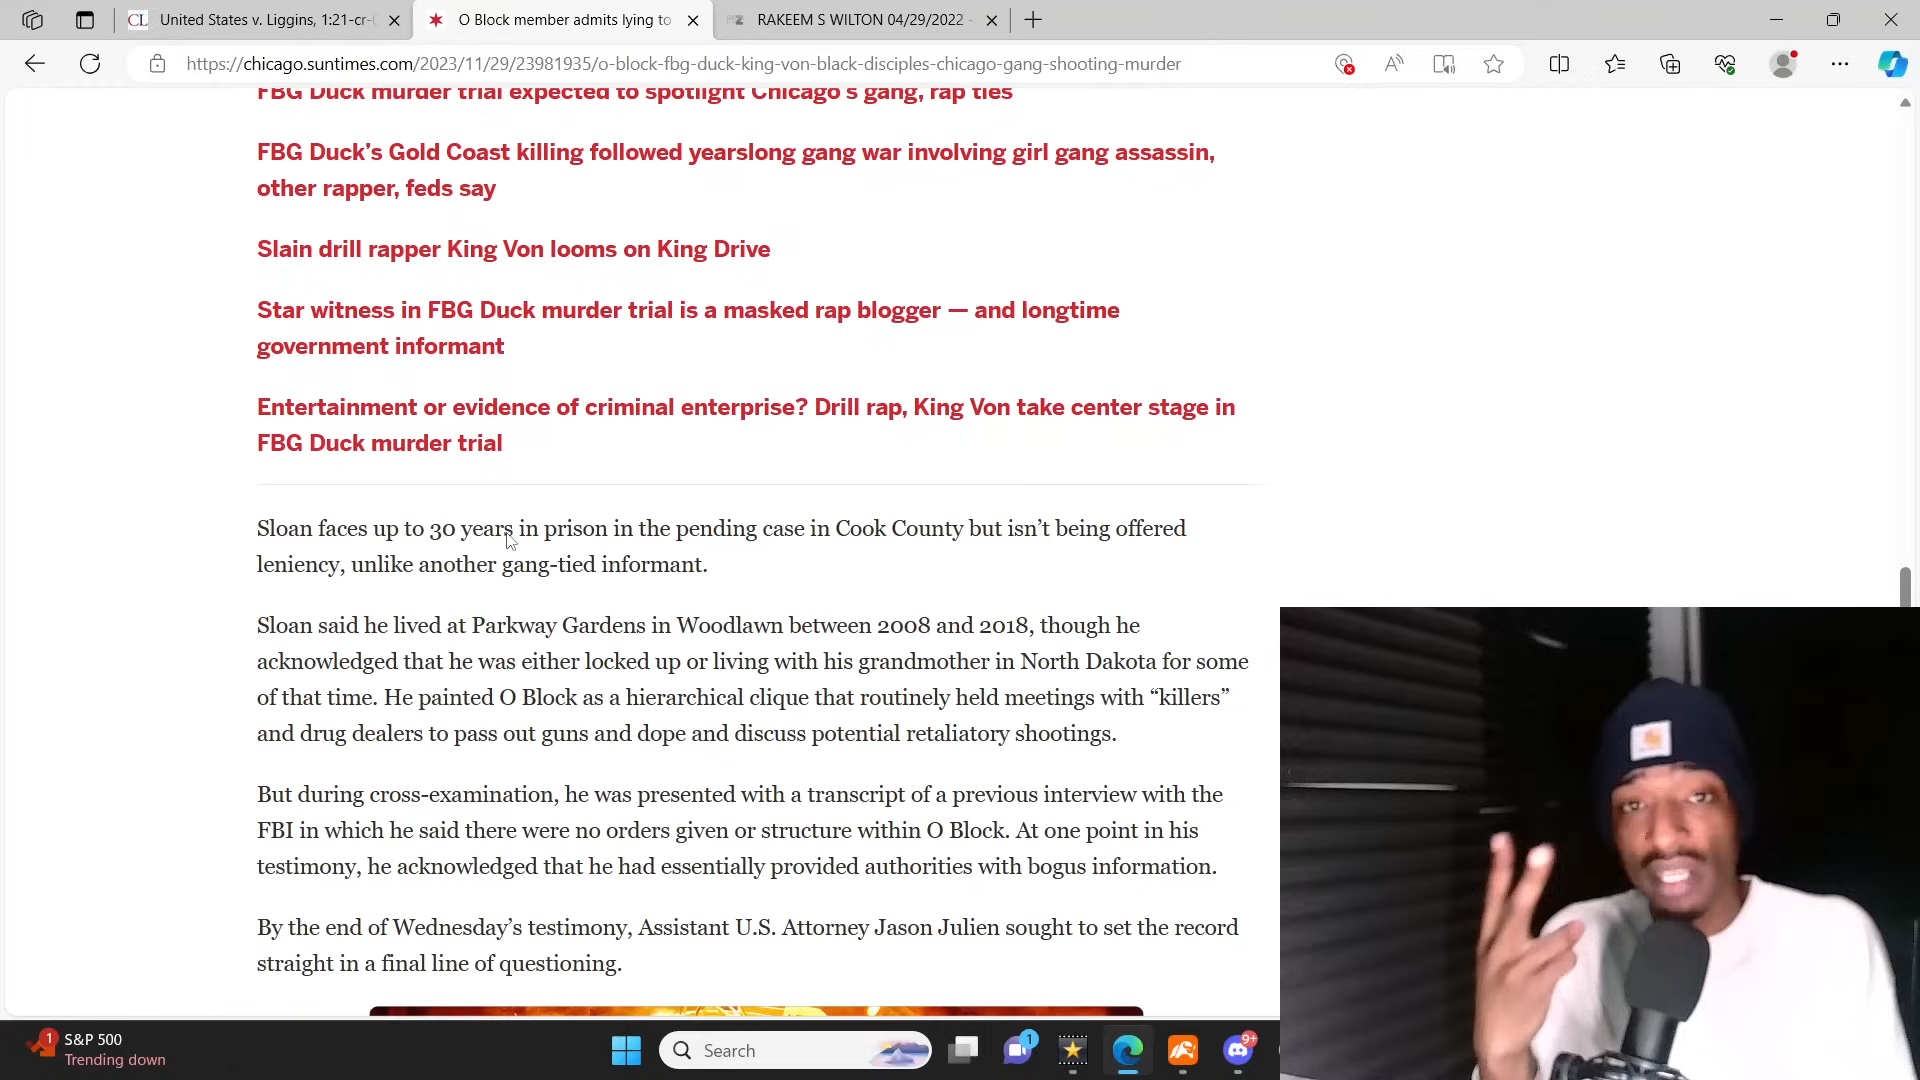 CL United States v. Liggins, 1:21-cr- O Block member admits lying to RAKEEM S WILTON 04/29/2022 -
https://chicago.suntimes.com/2023/11/29/23981935/o-block-fbg-duck-king-von-black-disciples-chicago-gang-shooting-murder
FBG Duck murder trial expected to spotlight Chicago's gang, rap ties
FBG Duck’s Gold Coast killing followed yearslong gang war involving girl gang assassin,
other rapper, feds say
Slain drill rapper King Von looms on King Drive
Star witness in FBG Duck murder trial is a masked rap blogger — and longtime
government informant
Entertainment or evidence of criminal enterprise? Drill rap, King Von take center stage in
FBG Duck murder trial
Sloan faces up to 30 years in prison in the pending case in Cook County but isn’t being offered
leniency, unlike another gang-tied informant.
Sloan said he lived at Parkway Gardens in Woodlawn between 2008 and 2018, though he
acknowledged that he was either locked up or living with his grandmother in North Dakota for some
of that time. He painted O Block as a hierarchical clique that routinely held meetings with “killers”
and drug dealers to pass out guns and dope and discuss potential retaliatory shootings.
But during cross-examination, he was presented with a transcript of a previous interview with the
FBI in which he said there were no orders given or structure within O Block. At one point in his
testimony, he acknowledged that he had essentially provided authorities with bogus information.
By the end of Wednesday’s testimony, Assistant U.S. Attorney Jason Julien sought to set the record
straight in a final line of questioning.
1 S&P 500
Trending down
Search
1
9+